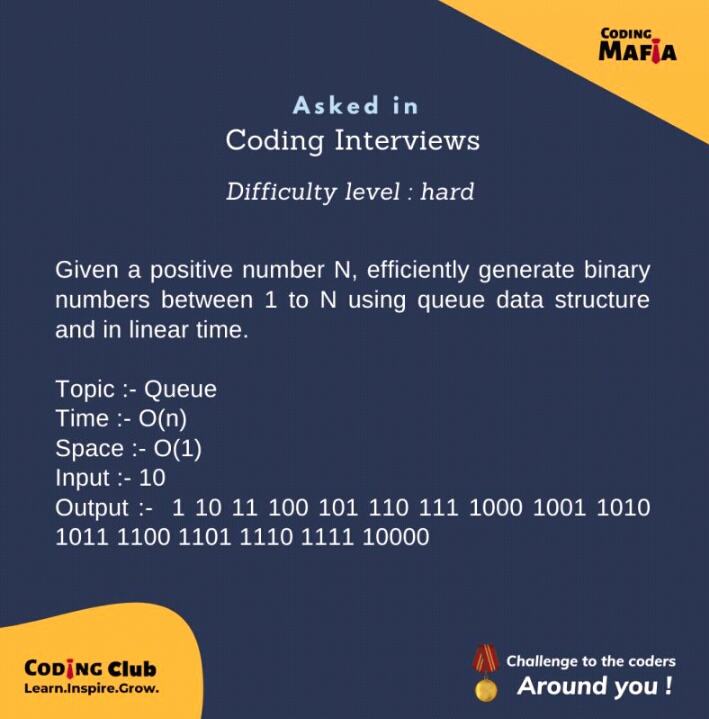 CODING
MAFIA
Asked in
Coding Interviews
Difficulty level : hard
Given a positive number N, efficiently generate binary
numbers between 1 to N using queue data structure
and in linear time.
Topic :- Queue
Time :- O(n)
Space :- O(1)
Input :- 10
Output :- 1 10 11 100 101 110 111 1000 1001 1010
1011 1100 1101 1110 1111 10000
CODING Club
Learn.Inspire.Grow.
Challenge to the coders
Around you !